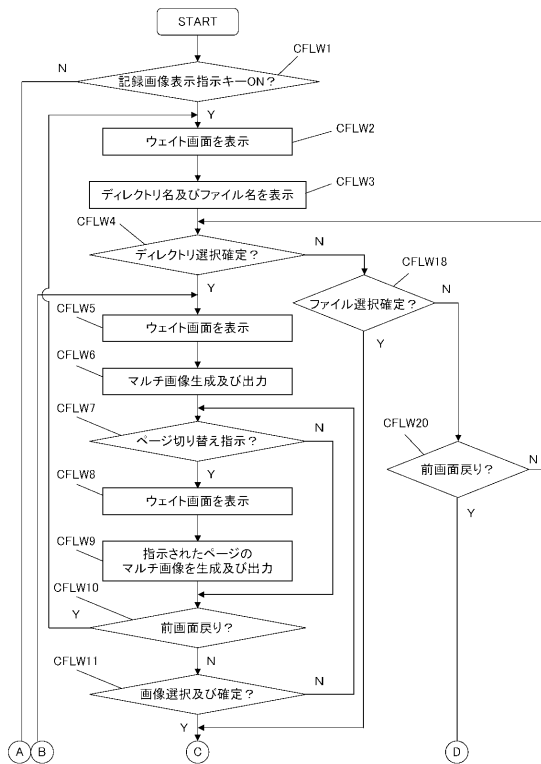 START
CFLW1
N
記録画像表示指示キーON？
Y
CFLW2
ウェイト画面を表示
CFLW3
ディレクトリ名及びファイル名を表示
CFLW4
N
ディレクトリ選択確定？
CFLW18
Y
ファイル選択確定？
N
CFLW5
ウェイト画面を表示
Y
CFLW6
マルチ画像生成及び出力
CFLW7
N
ページ切り替え指示？
CFLW20
Y
前画面戻り？
N
CFLW8
ウェイト画面を表示
Y
CFLW9
指示されたページの
マルチ画像を生成及び出力
CFLW10
Y
前画面戻り？
N
CFLW11
N
画像選択及び確定？
Y
A
B
C
D